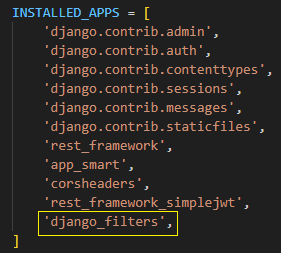 INSTALLED_APPS = [
'django.contrib.admin',
'django.contrib.auth',
'django.contrib.contenttypes',
'django.contrib.sessions',
'django.contrib.messages',
'django.contrib.staticfiles',
'rest_framework',
'app_smart',
'corsheaders',
'rest_framework_simplejwt',
'django_filters',
]